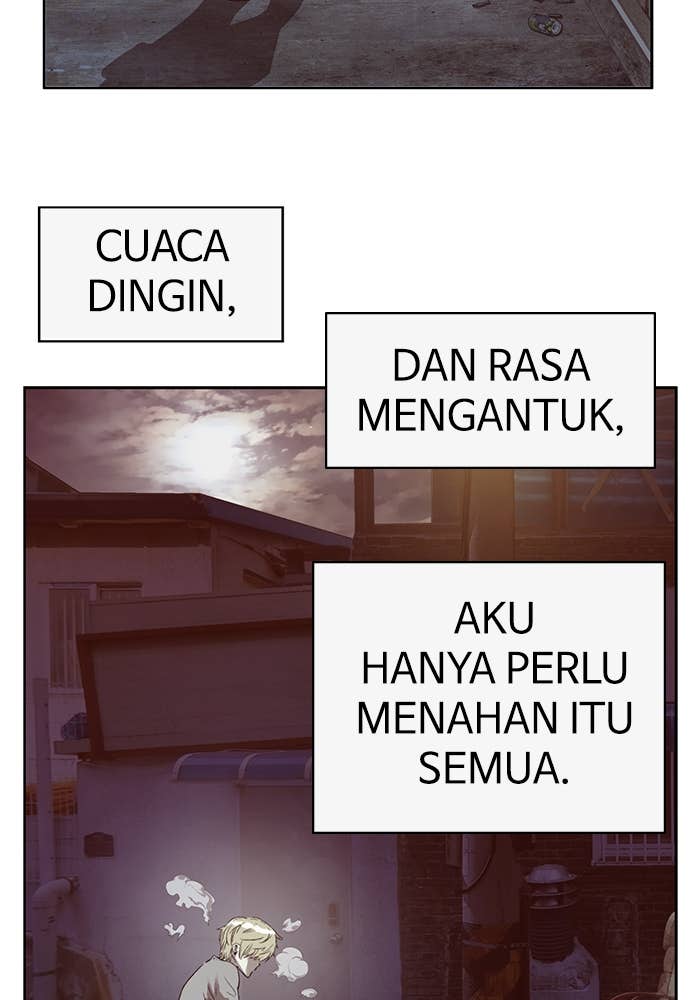 CUACA
DINGIN,
DAN RASA
MENGANTUK,
AKU
HANYA PERLU
MENAHAN ITU
SEMUA.